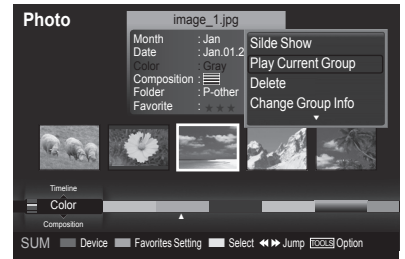 Photo
image_1.jpg
Month : Jan
Date : Jan.01.2
Color : Gray
Composition :
Folder : P-other
Favorite : ★ ★ ★
Silde Show
Play Current Group
Delete
Change Group Info
Timeline
Color
Composition
SUM Device Favorites Setting Select Jump TOOLS Option